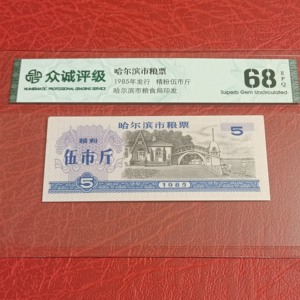 众诚评级
NUMISMATIC PROFESSIONAL GRADING SERVICE
哈尔滨市粮票
1985年发行 精粉伍市斤
哈尔滨市粮食局印发
68 EPQ
Superb Gem Uncirculated
哈尔滨市粮票
5
精粉
伍市斤
5
1985